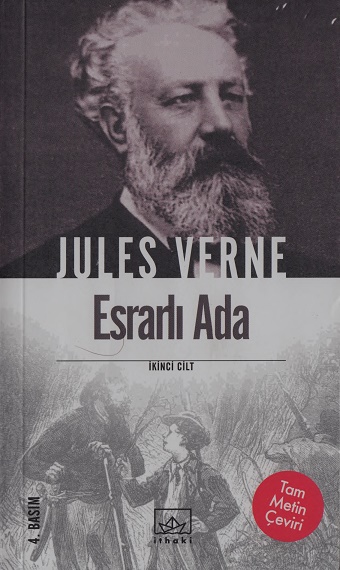 JULES VERNE
Esrarlı Ada
İKİNCİ CİLT
Tam
Metin
Çeviri
4. BASIM
ithaki